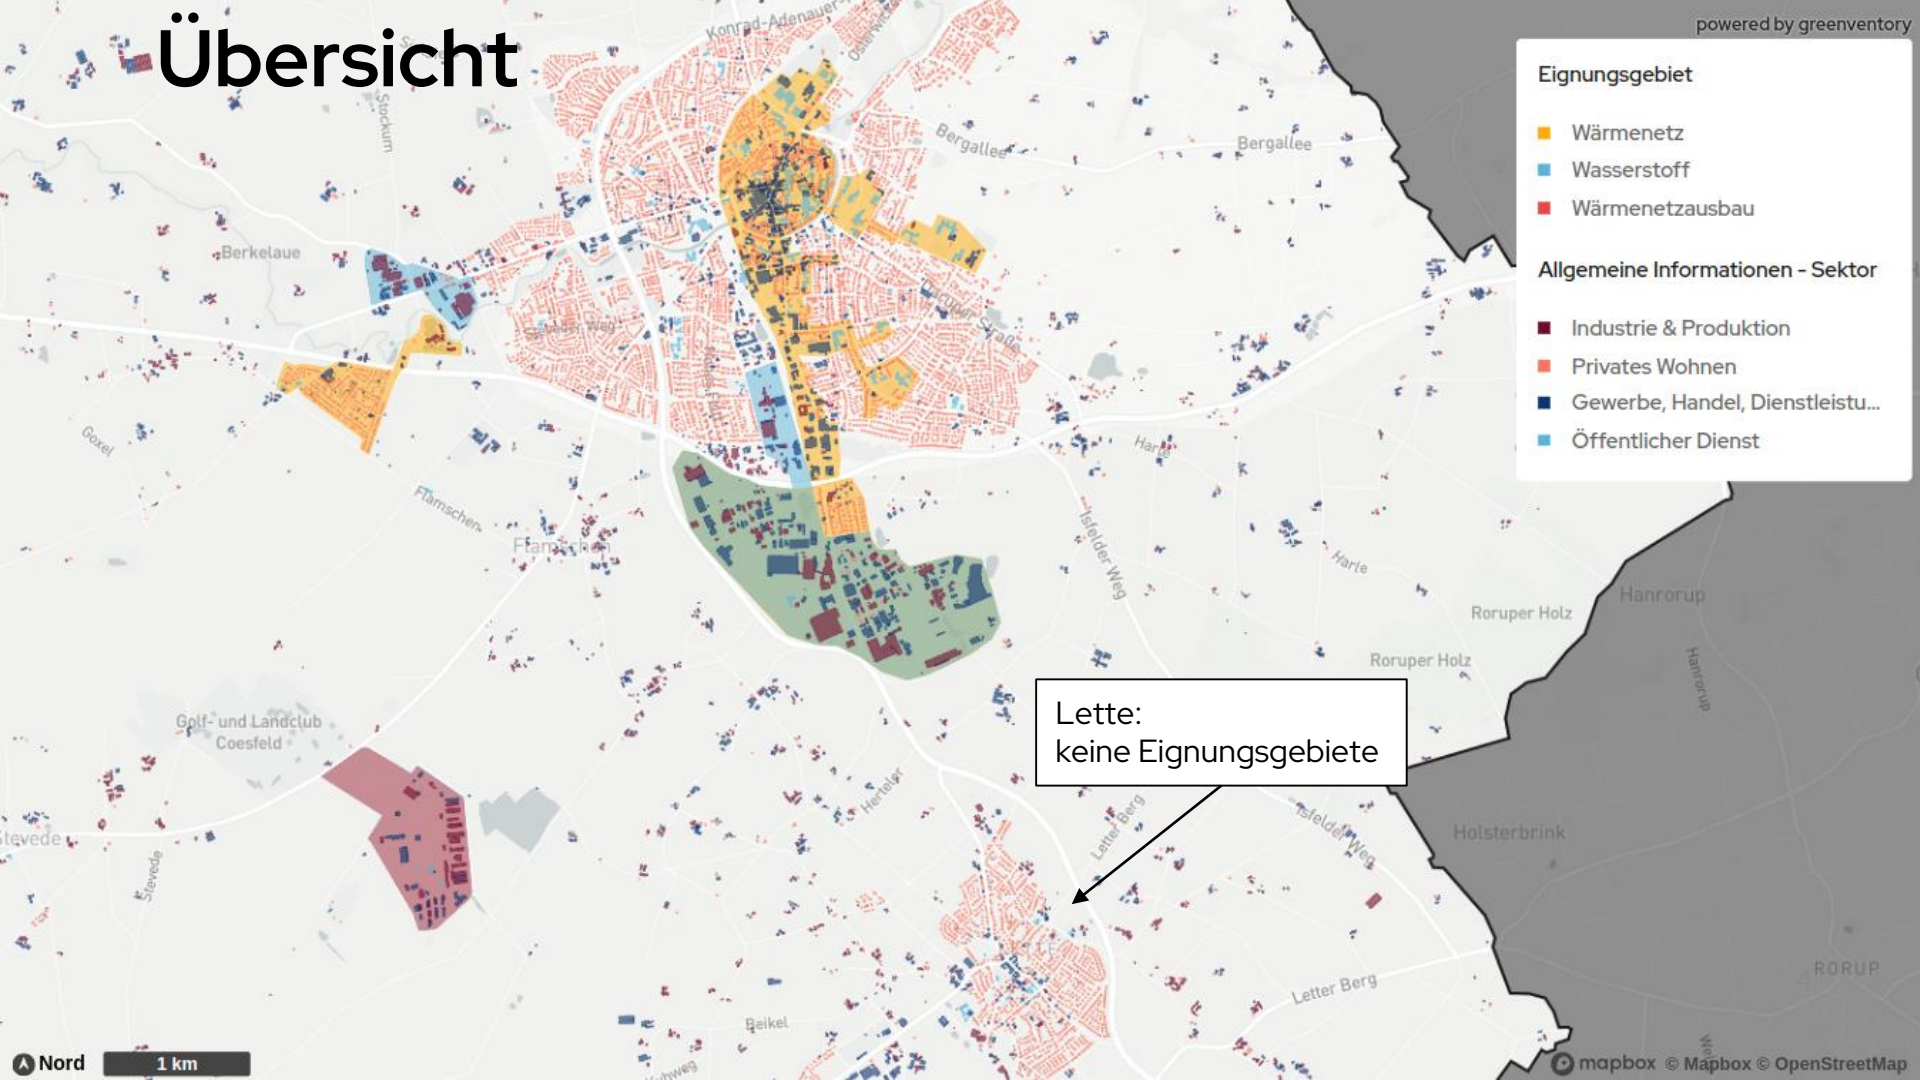 Übersicht
powered by greenventory
Eignungsgebiet
Wärmenetz
Wasserstoff
Wärmenetzausbau
Allgemeine Informationen - Sektor
Industrie & Produktion
Privates Wohnen
Gewerbe, Handel, Dienstleistu...
Öffentlicher Dienst
Konrad-Adenauer-
Stockum
Bergallee
Bergallee
Berkelaue
Goxel
Flamschen
Flamschen
Harle
Isfelder Weg
Harle
Hanrorup
Roruper Holz
Roruper Holz
Hanrorup
Golf- und Landclub
Coesfeld
Lette:
keine Eignungsgebiete
Herteler
Letter Berg
Isfelder Weg
Holsterbrink
Stevede
Stevede
LETTE
RORUP
Letter Berg
Beikel
Nord
1 km
mapbox © Mapbox © OpenStreetMap